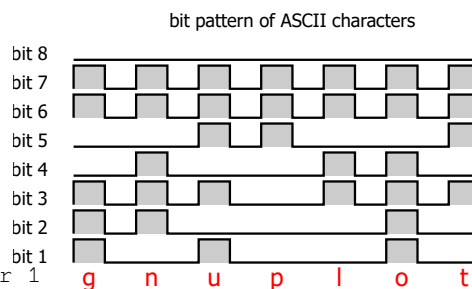 bit pattern of ASCII characters
bit 8
bit 7
bit 6
bit 5
bit 4
bit 3
bit 2
bit 1
r 1
g n u p l o t